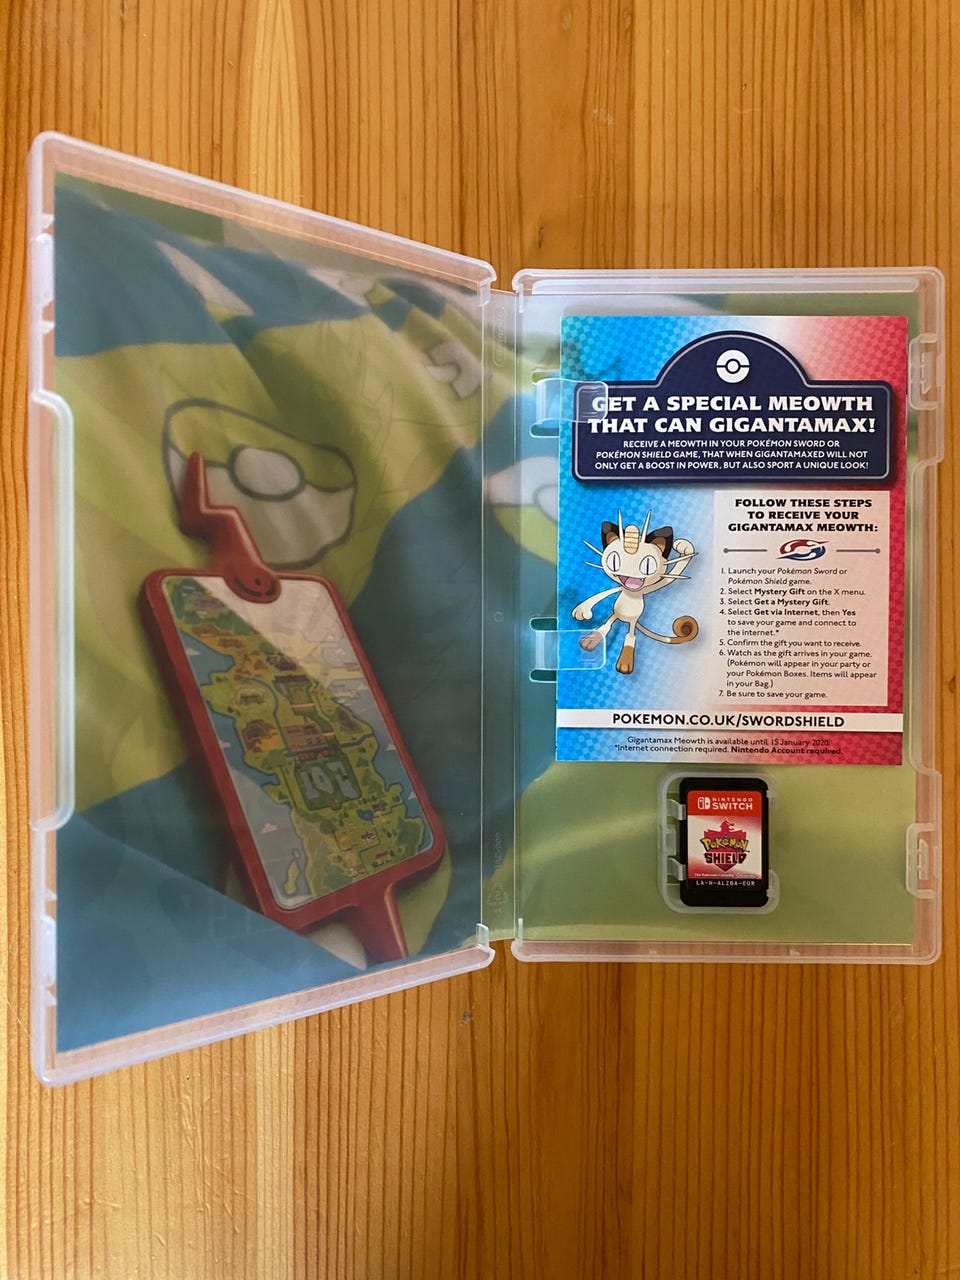 GET A SPECIAL MEOWTH
THAT CAN GIGANTAMAX!
RECEIVE A MEOWTH IN YOUR POKÉMON SWORD OR
POKÉMON SHIELD GAME, THAT WHEN GIGANTAMAXED WILL NOT
ONLY GET A BOOST IN POWER, BUT ALSO SPORT A UNIQUE LOOK!
FOLLOW THESE STEPS
TO RECEIVE YOUR
GIGANTAMAX MEOWTH:
1. Launch your Pokémon Sword or
Pokémon Shield game.
2. Select Mystery Gift on the X menu.
3. Select Get a Mystery Gift.
4. Select Get via Internet, then Yes
to save your game and connect to
the internet.*
5. Confirm the gift you want to receive.
6. Watch as the gift arrives in your game.
(Pokémon will appear in your party or
your Pokémon Boxes. Items will appear
in your Bag.)
7. Be sure to save your game.
POKEMON.CO.UK/SWORDSHIELD
Gigantamax Meowth is available until 15 January 2020.
*Internet connection required. Nintendo Account required.
NINTENDO
SWITCH
POKÉMON
SHIELD
LA-H-ALZBA-EUR